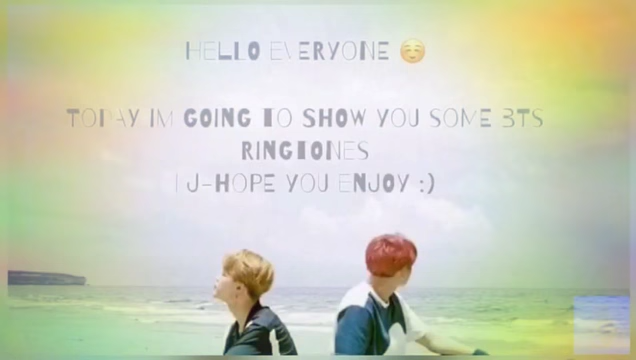 HELLO EVERYONE ☺️
TODAY IM GOING TO SHOW YOU SOME BTS
RINGTONES
I J-HOPE YOU ENJOY :)